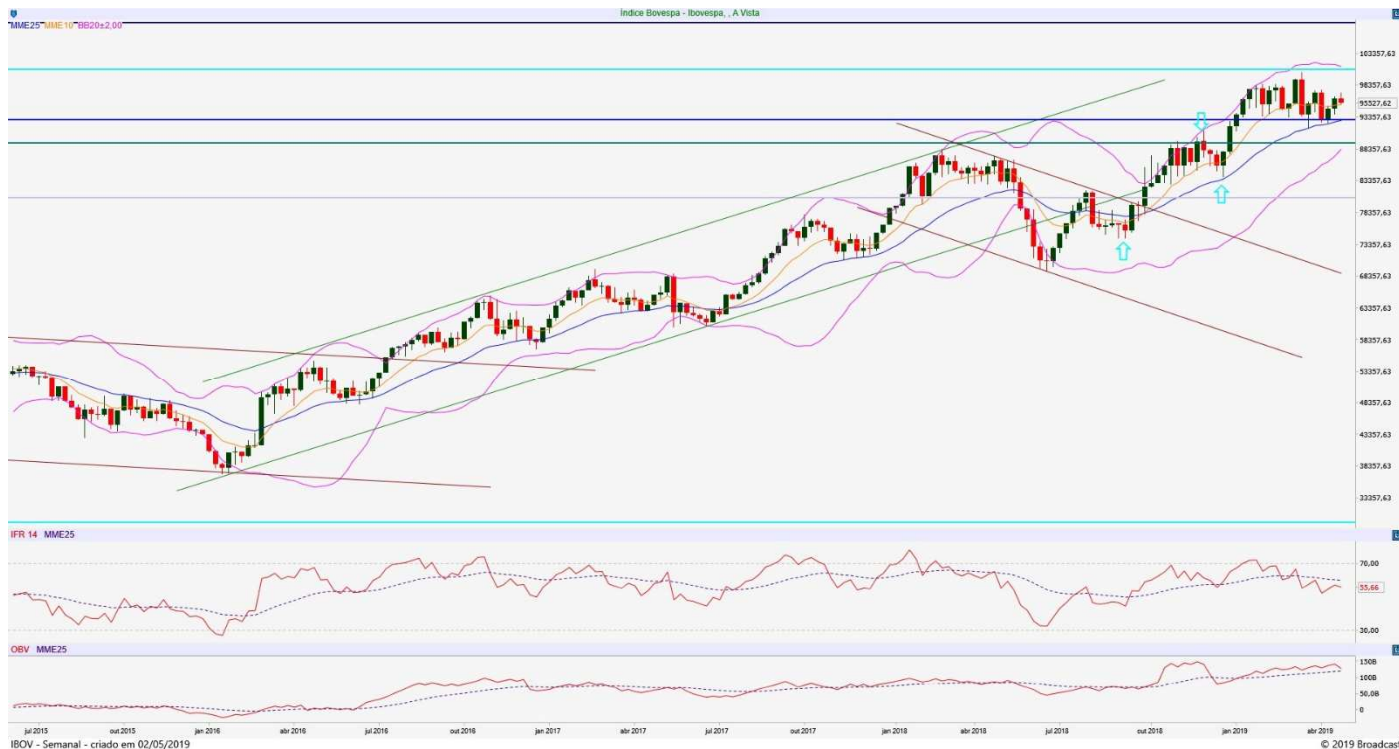 Índice Bovespa - Ibovespa, , A Vista
MME25 MME10 BB20±2,00
103357,63
98357,63
95527,62
93357,63
88357,63
83357,63
78357,63
73357,63
68357,63
63357,63
58357,63
53357,63
48357,63
43357,63
38357,63
33357,63
IFR 14 MME25
70,00
55,66
30,00
OBV MME25
150B
100B
50,0B
0
jul 2015 out 2015 jan 2016 abr 2016 jul 2016 out 2016 jan 2017 abr 2017 jul 2017 out 2017 jan 2018 abr 2018 jul 2018 out 2018 jan 2019 abr 2019
IBOV - Semanal - criado em 02/05/2019 © 2019 Broadcast